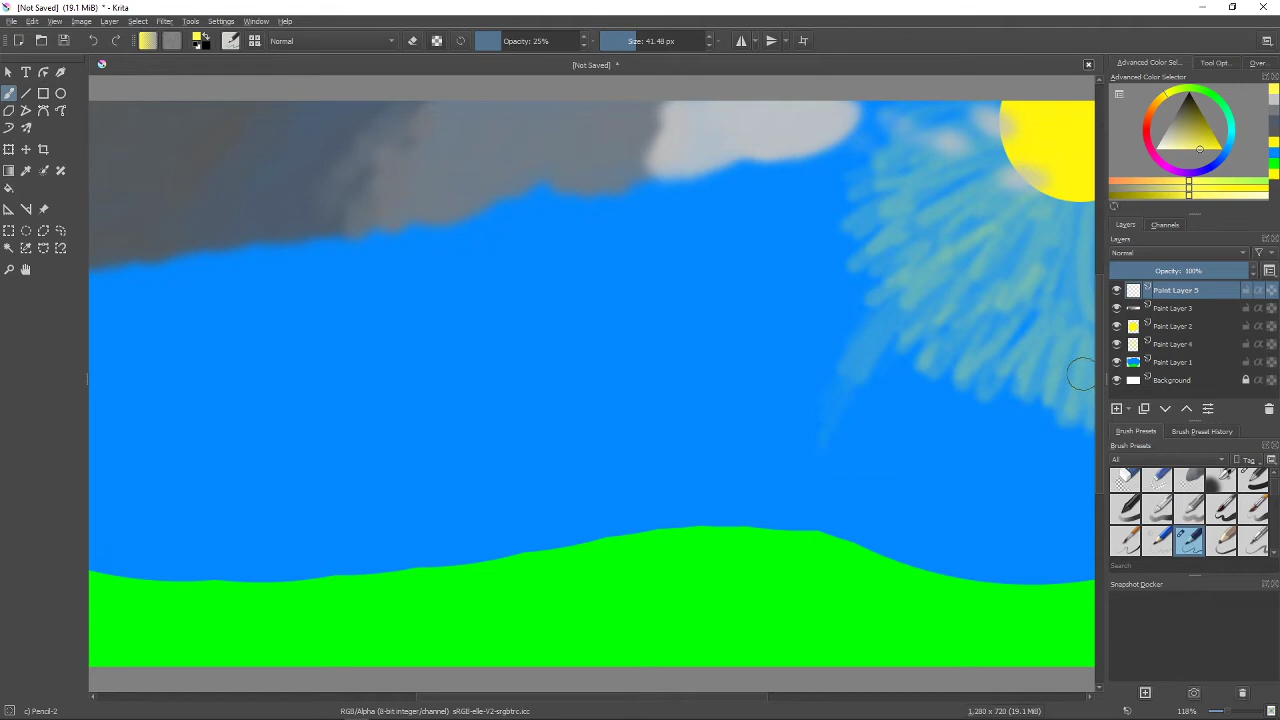 [Not Saved] (19.1 MiB) * - Krita
File Edit View Image Layer Select Filter Tools Settings Window Help
Normal Opacity: 25% Size: 41.48 px
[Not Saved] *
Advanced Color Sel... Tool Opt... Over...
Advanced Color Selector
Layers Channels
Layers
Normal
Opacity: 100%
Paint Layer 5
Paint Layer 3
Paint Layer 2
Paint Layer 4
Paint Layer 1
Background
Brush Presets Brush Preset History
Brush Presets
All Tag
Search
Snapshot Docker
c) Pencil-2 RGB/Alpha (8-bit integer/channel) sRGB-elle-V2-srgbtrc.icc 1,280 x 720 (19.1 MiB) 118%